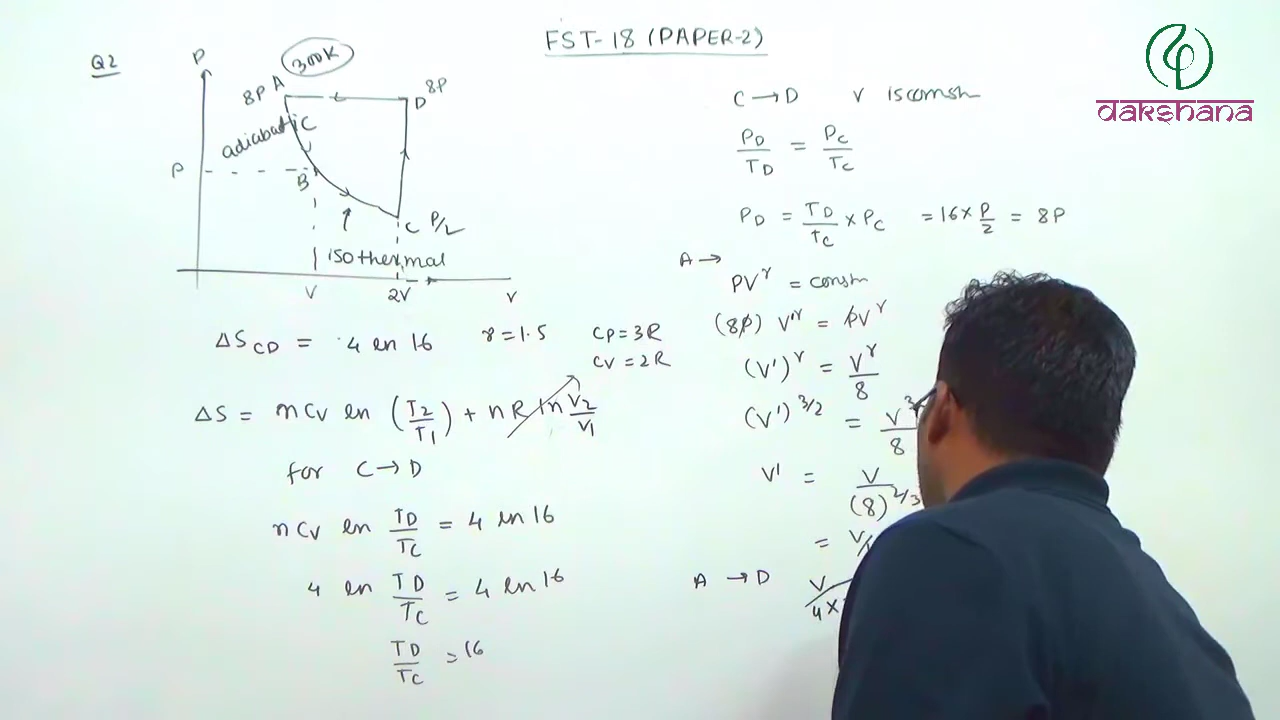 FST-18 (PAPER-2)
dakshana
Q2
P
300K
8P A
D 8P
adiabatic
P
B
C P/2
isothermal
V
2V
V
ΔS_CD = 4 ln 16
γ = 1.5
CP = 3R
CV = 2R
ΔS = nCv ln (T2/T1) + nR ln V2/V1
for C → D
nCv ln TD/TC = 4 ln 16
4 ln TD/TC = 4 ln 16
TD/TC = 16
C → D V is const
PD/TD = PC/TC
PD = TD/TC × PC = 16 × P/2 = 8P
A →
PV^γ = const
(8P) V'^γ = PV^γ
(V')^γ = V^γ/8
(V')^3/2 = V^3/8
V' = V/(8)^2/3
= V/
A → D V/4×